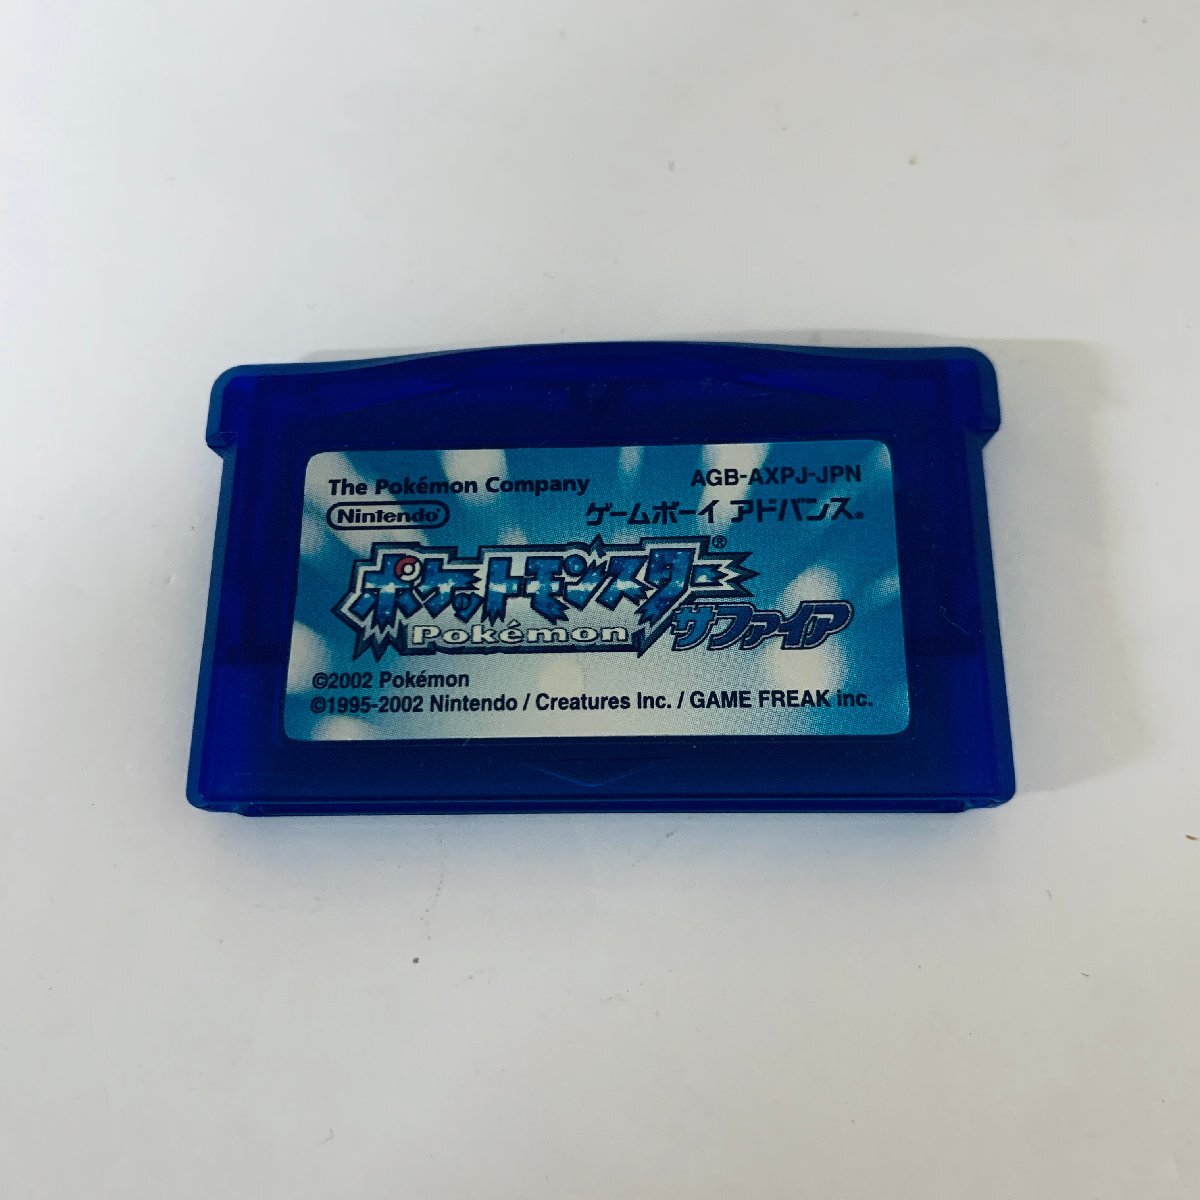 The Pokémon Company
AGB-AXPJ-JPN
Nintendo®
ゲームボーイ アドバンス®
ポケットモンスター®
Pokémon
サファイア
©2002 Pokémon
©1995-2002 Nintendo / Creatures Inc. / GAME FREAK inc.